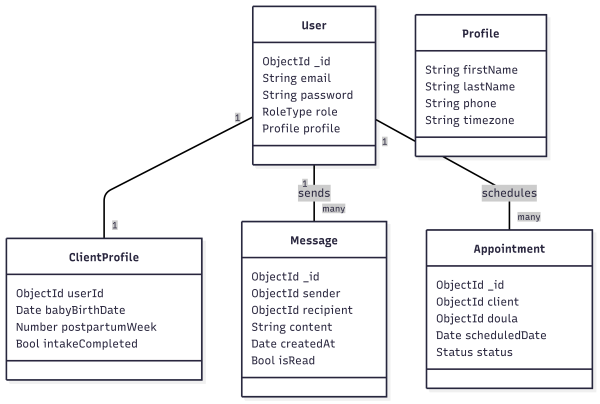 User
ObjectId _id
String email
String password
RoleType role
Profile profile
Profile
String firstName
String lastName
String phone
String timezone
1
1
1
sends
many
1
schedules
many
ClientProfile
ObjectId userId
Date babyBirthDate
Number postpartumWeek
Bool intakeCompleted
Message
ObjectId _id
ObjectId sender
ObjectId recipient
String content
Date createdAt
Bool isRead
Appointment
ObjectId _id
ObjectId client
ObjectId doula
Date scheduledDate
Status status